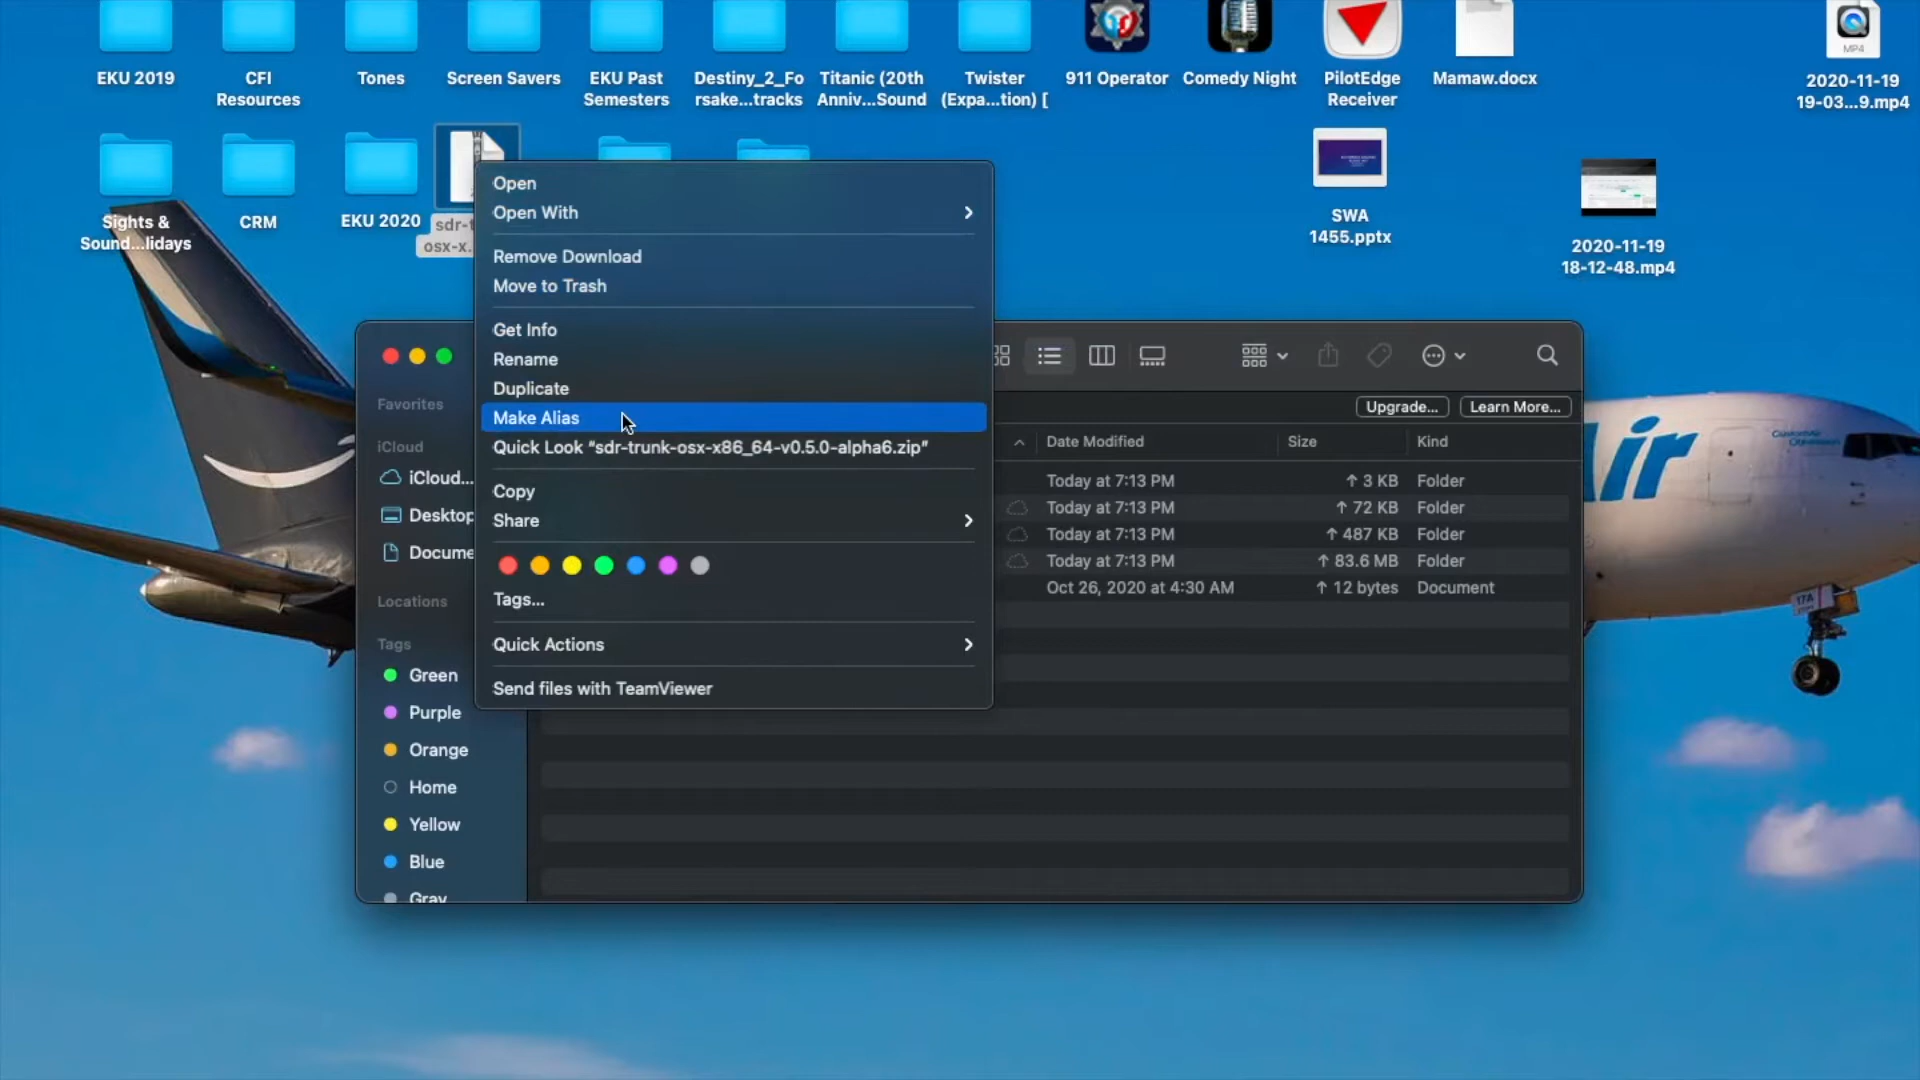 EKU 2019
CFI
Resources
Tones
Screen Savers
EKU Past
Semesters
Destiny_2_Fo
rsake...tracks
Titanic (20th
Anniv...Sound
Twister
(Expa...tion) [
911 Operator
Comedy Night
PilotEdge
Receiver
Mamaw.docx
MP4
2020-11-19
19-03...9.mp4
Sights &
Sound...lidays
CRM
EKU 2020
sdr-t
osx-x.
SWA
1455.pptx
2020-11-19
18-12-48.mp4
Open
Open With
Remove Download
Move to Trash
Get Info
Rename
Duplicate
Make Alias
Quick Look “sdr-trunk-osx-x86_64-v0.5.0-alpha6.zip”
Copy
Share
Tags...
Quick Actions
Send files with TeamViewer
Favorites
iCloud
iCloud...
Desktop
Docume
Locations
Tags
Green
Purple
Orange
Home
Yellow
Blue
Gray
Upgrade...
Learn More...
Date Modified
Size
Kind
Today at 7:13 PM
↑ 3 KB
Folder
Today at 7:13 PM
↑ 72 KB
Folder
Today at 7:13 PM
↑ 487 KB
Folder
Today at 7:13 PM
↑ 83.6 MB
Folder
Oct 26, 2020 at 4:30 AM
↑ 12 bytes
Document
Air
17A